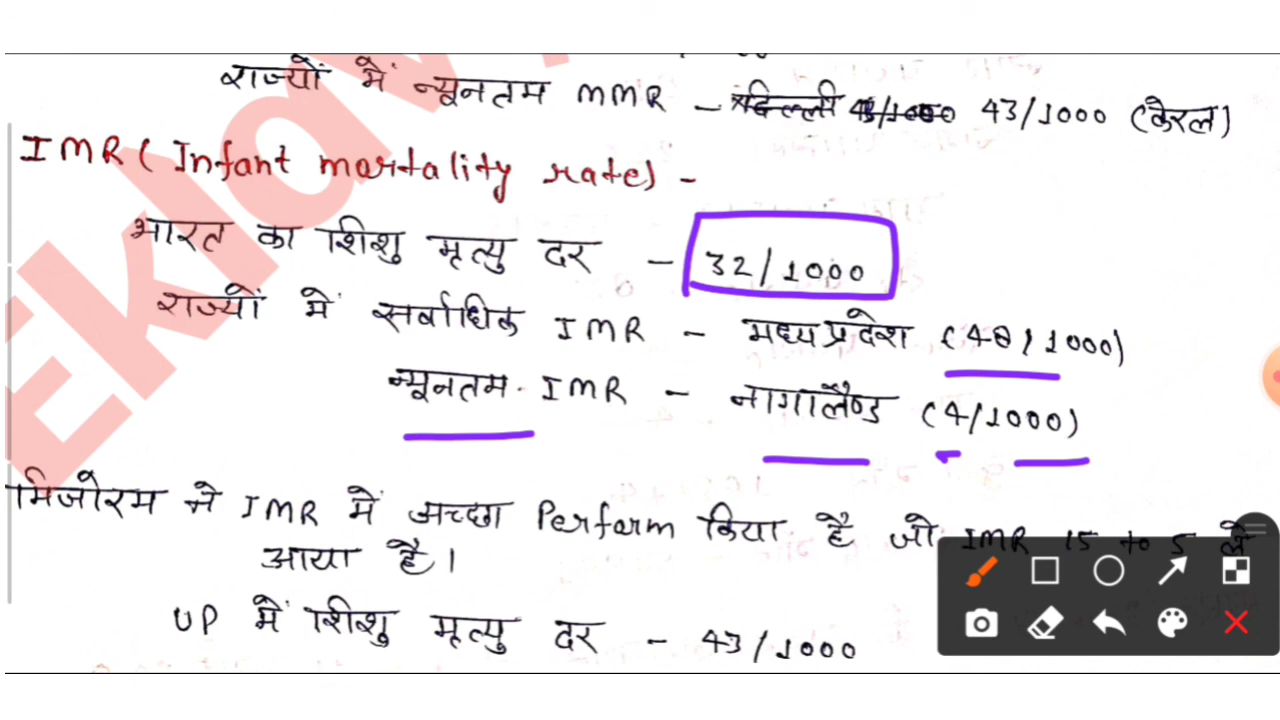 राज्यों में न्यूनतम MMR – दिल्ली 43/1000 (केरल)
IMR ( Infant mortality rate) –
भारत का शिशु मृत्यु दर – 32/1000
राज्यों में सर्वाधिक IMR – मध्यप्रदेश (48/1000)
न्यूनतम IMR – नागालैण्ड (4/1000)
मिजोरम ने IMR में अच्छा Perform किया है जो IMR 15 to 5 ले
आया है।
UP में शिशु मृत्यु दर – 43/1000